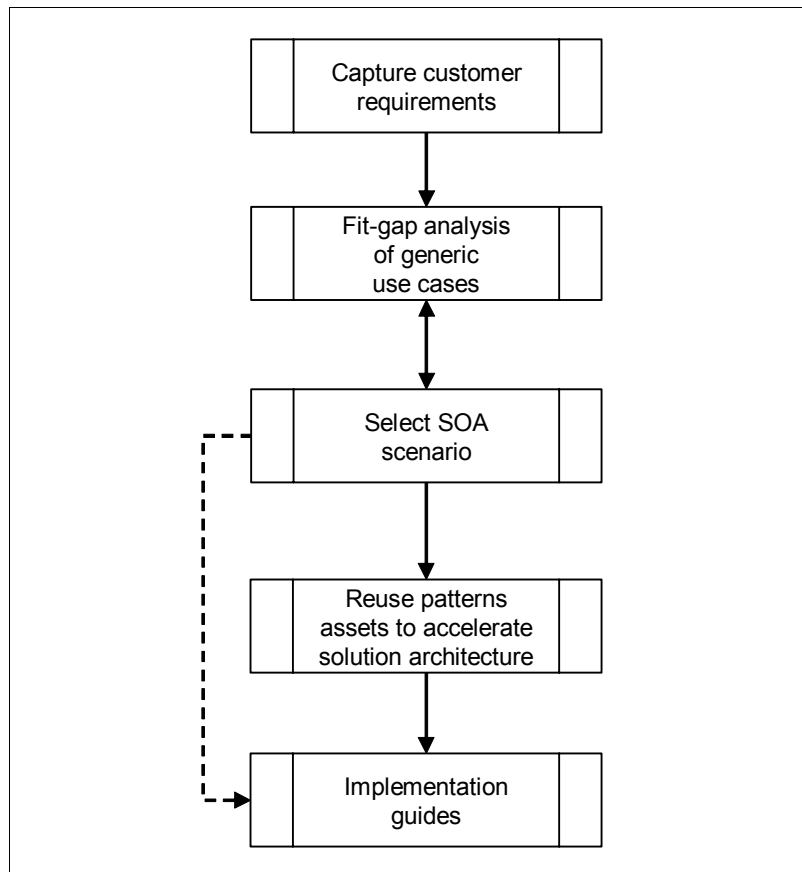 Capture customer
requirements
Fit-gap analysis
of generic
use cases
Select SOA
scenario
Reuse patterns
assets to accelerate
solution architecture
Implementation
guides